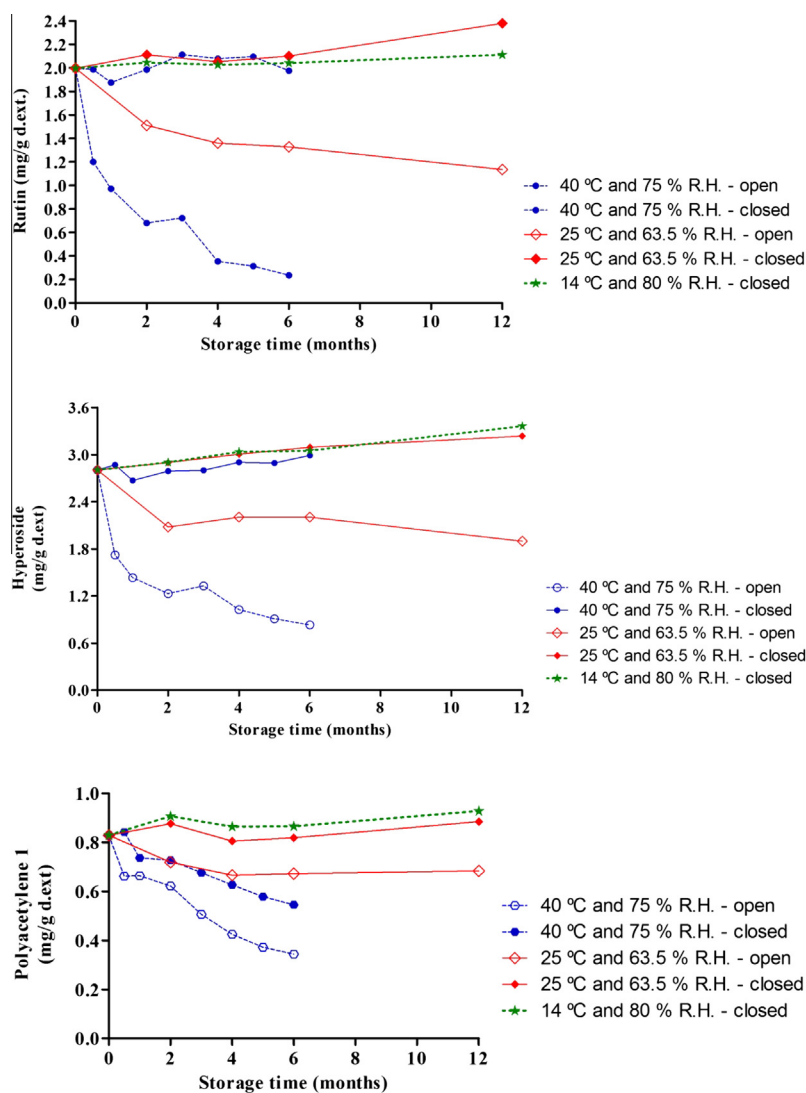 2.4
2.2
2.0
1.8
1.6
1.4
1.2
1.0
0.8
0.6
0.4
0.2
0.0
Rutin (mg/g d.ext.)
0 2 4 6 8 10 12
Storage time (months)
40 ºC and 75 % R.H. - open
40 ºC and 75 % R.H. - closed
25 ºC and 63.5 % R.H. - open
25 ºC and 63.5 % R.H. - closed
14 ºC and 80 % R.H. - closed
3.6
3.0
2.4
1.8
1.2
0.6
0.0
Hyperoside
(mg/g d.ext)
0 2 4 6 8 10 12
Storage time (months)
40 ºC and 75 % R.H. - open
40 ºC and 75 % R.H. - closed
25 ºC and 63.5 % R.H. - open
25 ºC and 63.5 % R.H. - closed
14 ºC and 80 % R.H. - closed
1.0
0.8
0.6
0.4
0.2
0.0
Polyacetylene 1
(mg/g d.ext)
0 2 4 6 8 10 12
Storage time (months)
40 ºC and 75 % R.H. - open
40 ºC and 75 % R.H. - closed
25 ºC and 63.5 % R.H. - open
25 ºC and 63.5 % R.H. - closed
14 ºC and 80 % R.H. - closed